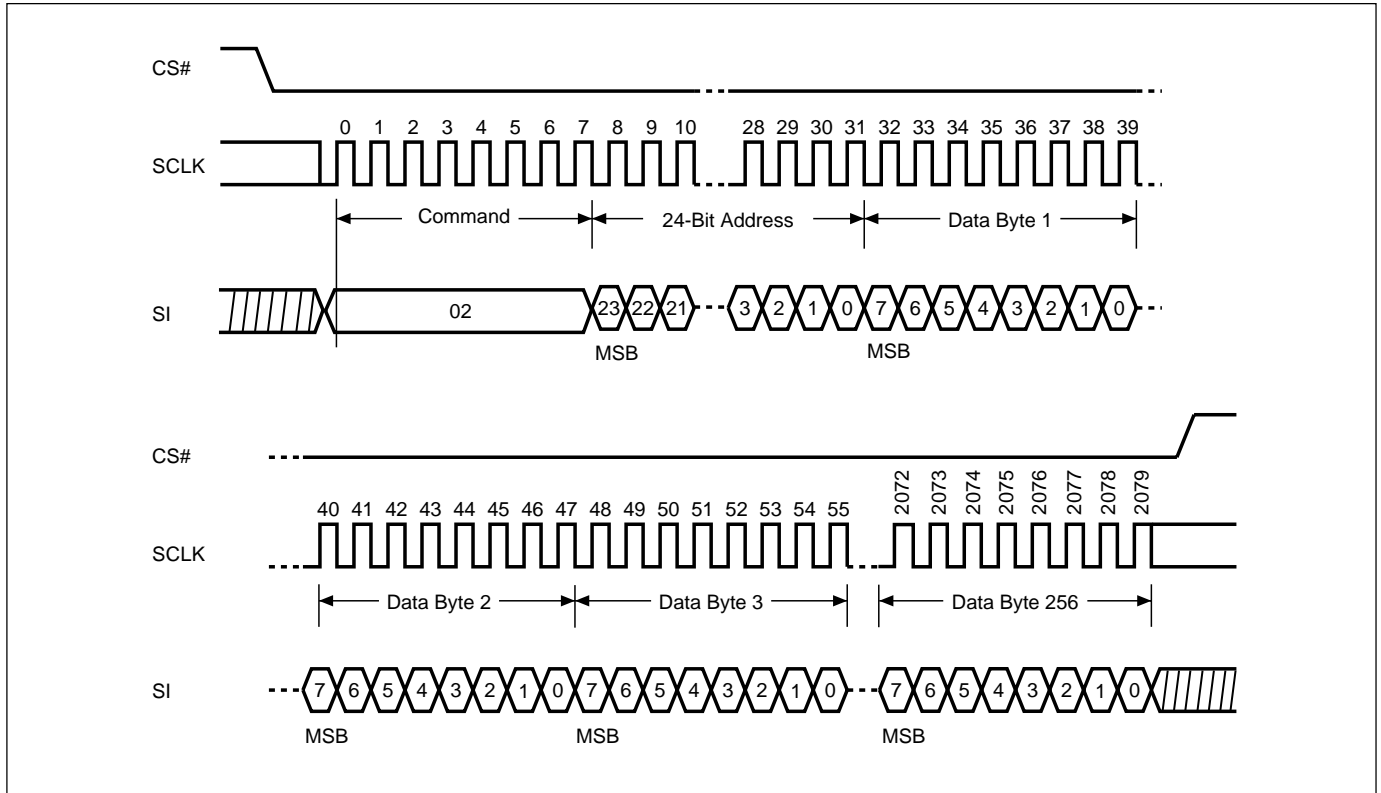 CS#
0 1 2 3 4 5 6 7 8 9 10 28 29 30 31 32 33 34 35 36 37 38 39
SCLK
Command 24-Bit Address Data Byte 1
SI 02 23 22 21 3 2 1 0 7 6 5 4 3 2 1 0
MSB MSB
CS#
40 41 42 43 44 45 46 47 48 49 50 51 52 53 54 55 2072 2073 2074 2075 2076 2077 2078 2079
SCLK
Data Byte 2 Data Byte 3 Data Byte 256
SI 7 6 5 4 3 2 1 0 7 6 5 4 3 2 1 0 7 6 5 4 3 2 1 0
MSB MSB MSB